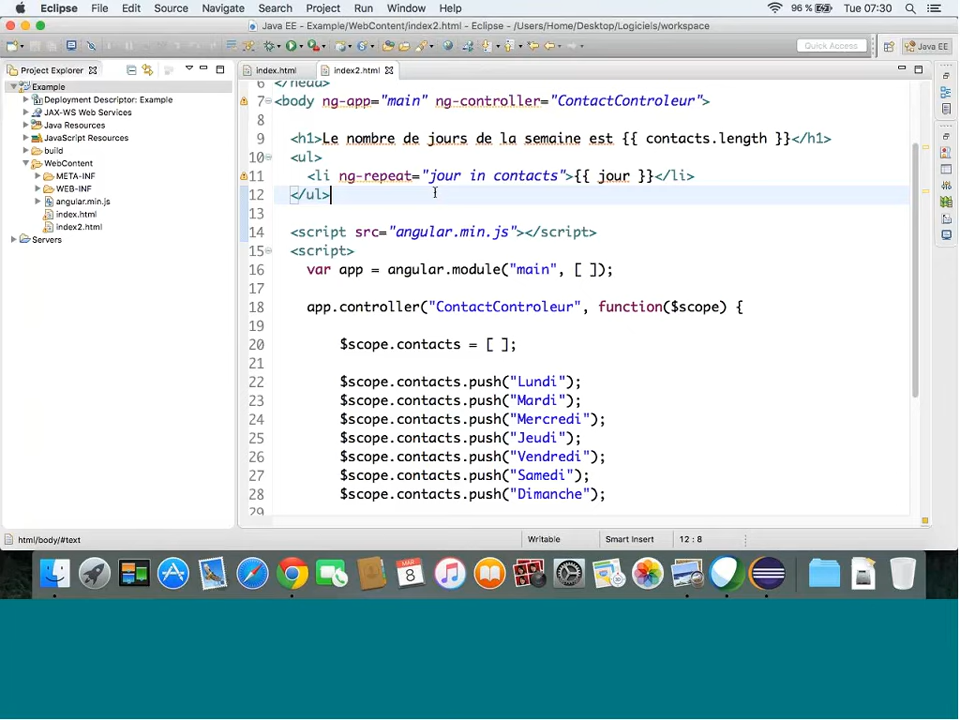 Eclipse File Edit Source Navigate Search Project Run Window Help 96 % Tue 07:30
Java EE - Example/WebContent/index2.html - Eclipse - /Users/Home/Desktop/Logiciels/workspace
Quick Access Java EE
Project Explorer
Example
Deployment Descriptor: Example
JAX-WS Web Services
Java Resources
JavaScript Resources
build
WebContent
META-INF
WEB-INF
angular.min.js
index.html
index2.html
Servers
index.html index2.html
6 </head>
7 <body ng-app="main" ng-controller="ContactControleur">
8
9 <h1>Le nombre de jours de la semaine est {{ contacts.length }}</h1>
10 <ul>
11 <li ng-repeat="jour in contacts">{{ jour }}</li>
12 </ul>
13
14 <script src="angular.min.js"></script>
15 <script>
16 var app = angular.module("main", [ ]);
17
18 app.controller("ContactControleur", function($scope) {
19
20 $scope.contacts = [ ];
21
22 $scope.contacts.push("Lundi");
23 $scope.contacts.push("Mardi");
24 $scope.contacts.push("Mercredi");
25 $scope.contacts.push("Jeudi");
26 $scope.contacts.push("Vendredi");
27 $scope.contacts.push("Samedi");
28 $scope.contacts.push("Dimanche");
29
html/body/#text Writable Smart Insert 12 : 8
MAR
8